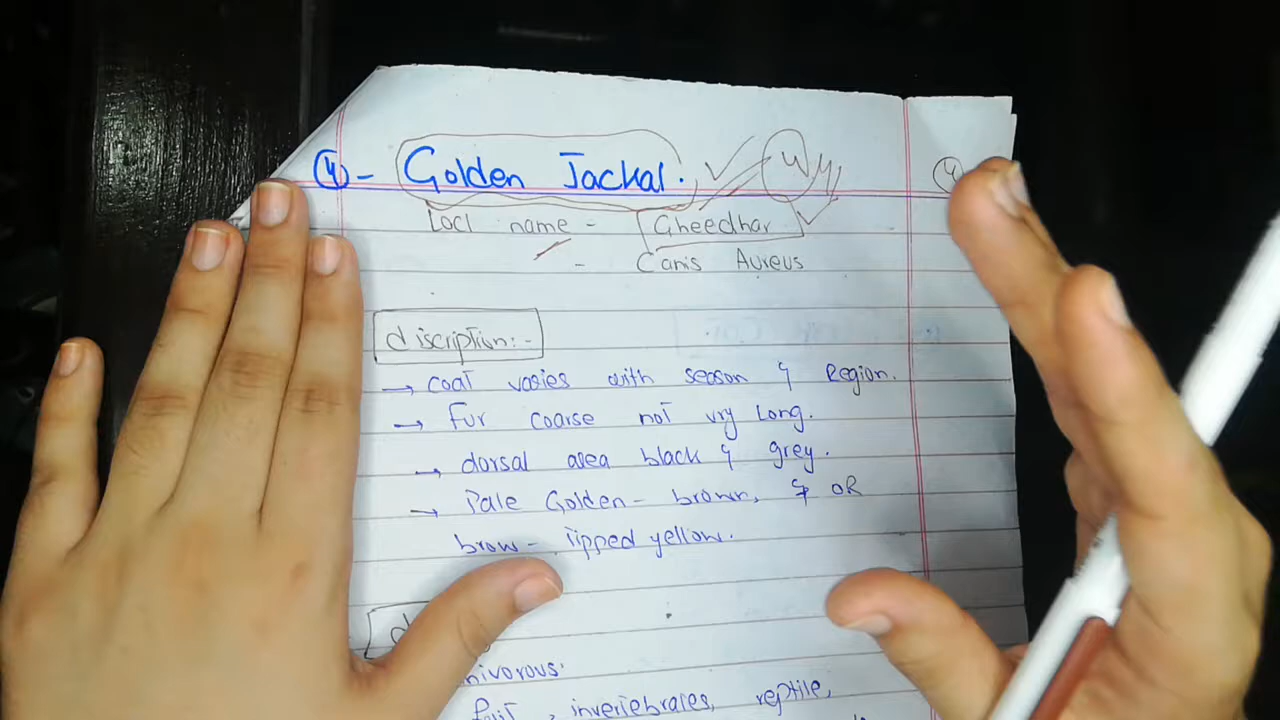 (4)- Golden Jackal.
Locl name - Gheedhar
- Canis Aureus
discription:-
→ coat varies with season & Region.
→ Fur coarse not vry Long.
→ dorsal area black & grey.
→ Pale Golden - brown, & OR
brow - Tipped yellow.
nivorous.
, invertebrates, reptile,